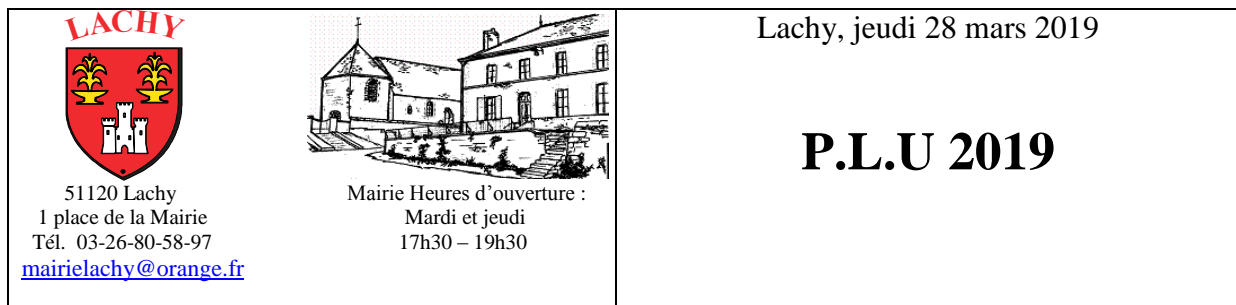 LACHY
51120 Lachy
1 place de la Mairie
Tél. 03-26-80-58-97
mairielachy@orange.fr
Mairie Heures d'ouverture :
Mardi et jeudi
17h30 – 19h30
Lachy, jeudi 28 mars 2019
P.L.U 2019